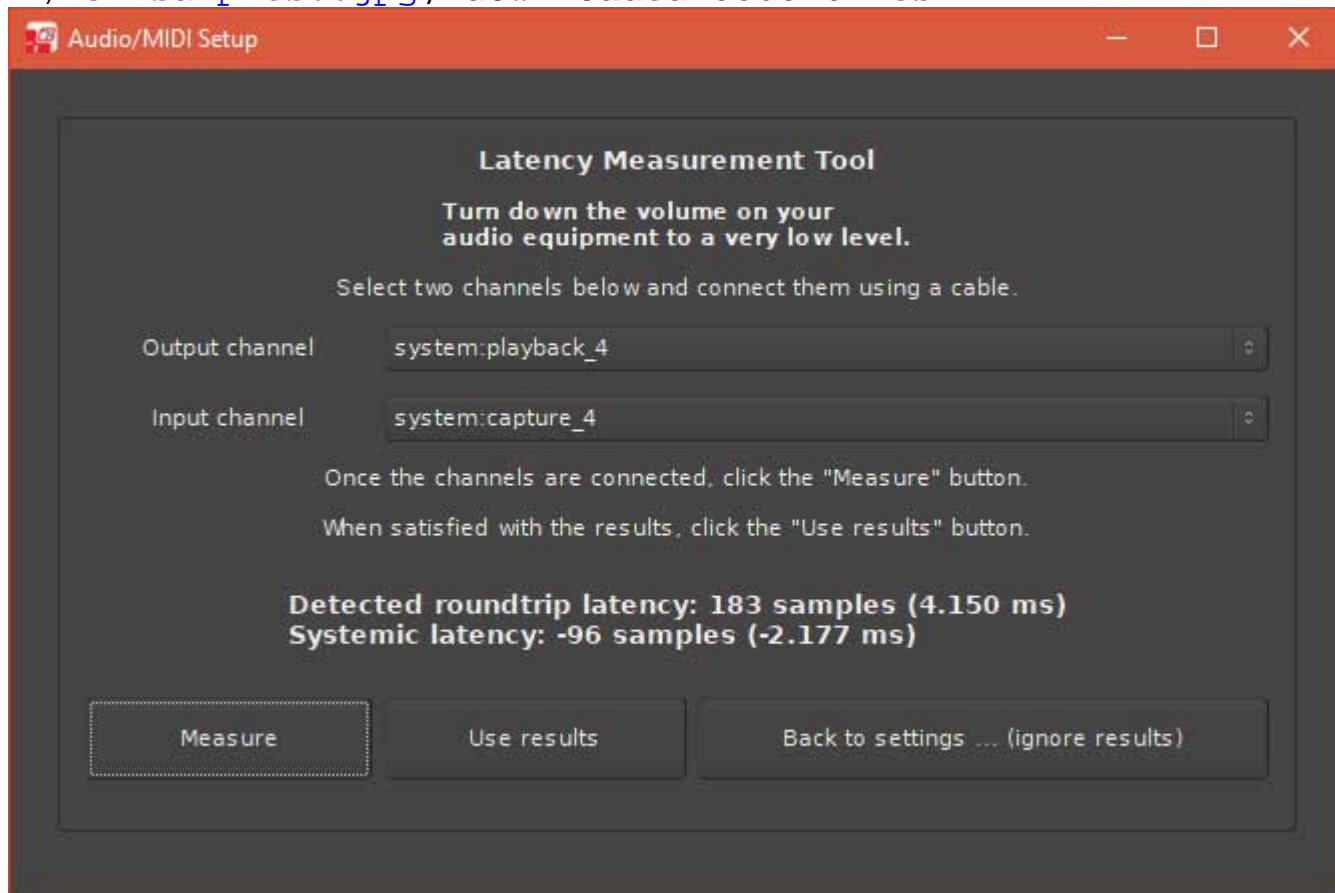 Audio/MIDI Setup
Latency Measurement Tool
Turn down the volume on your
audio equipment to a very low level.
Select two channels below and connect them using a cable.
Output channel system:playback_4
Input channel system:capture_4
Once the channels are connected, click the "Measure" button.
When satisfied with the results, click the "Use results" button.
Detected roundtrip latency: 183 samples (4.150 ms)
Systemic latency: -96 samples (-2.177 ms)
Measure Use results Back to settings ... (ignore results)